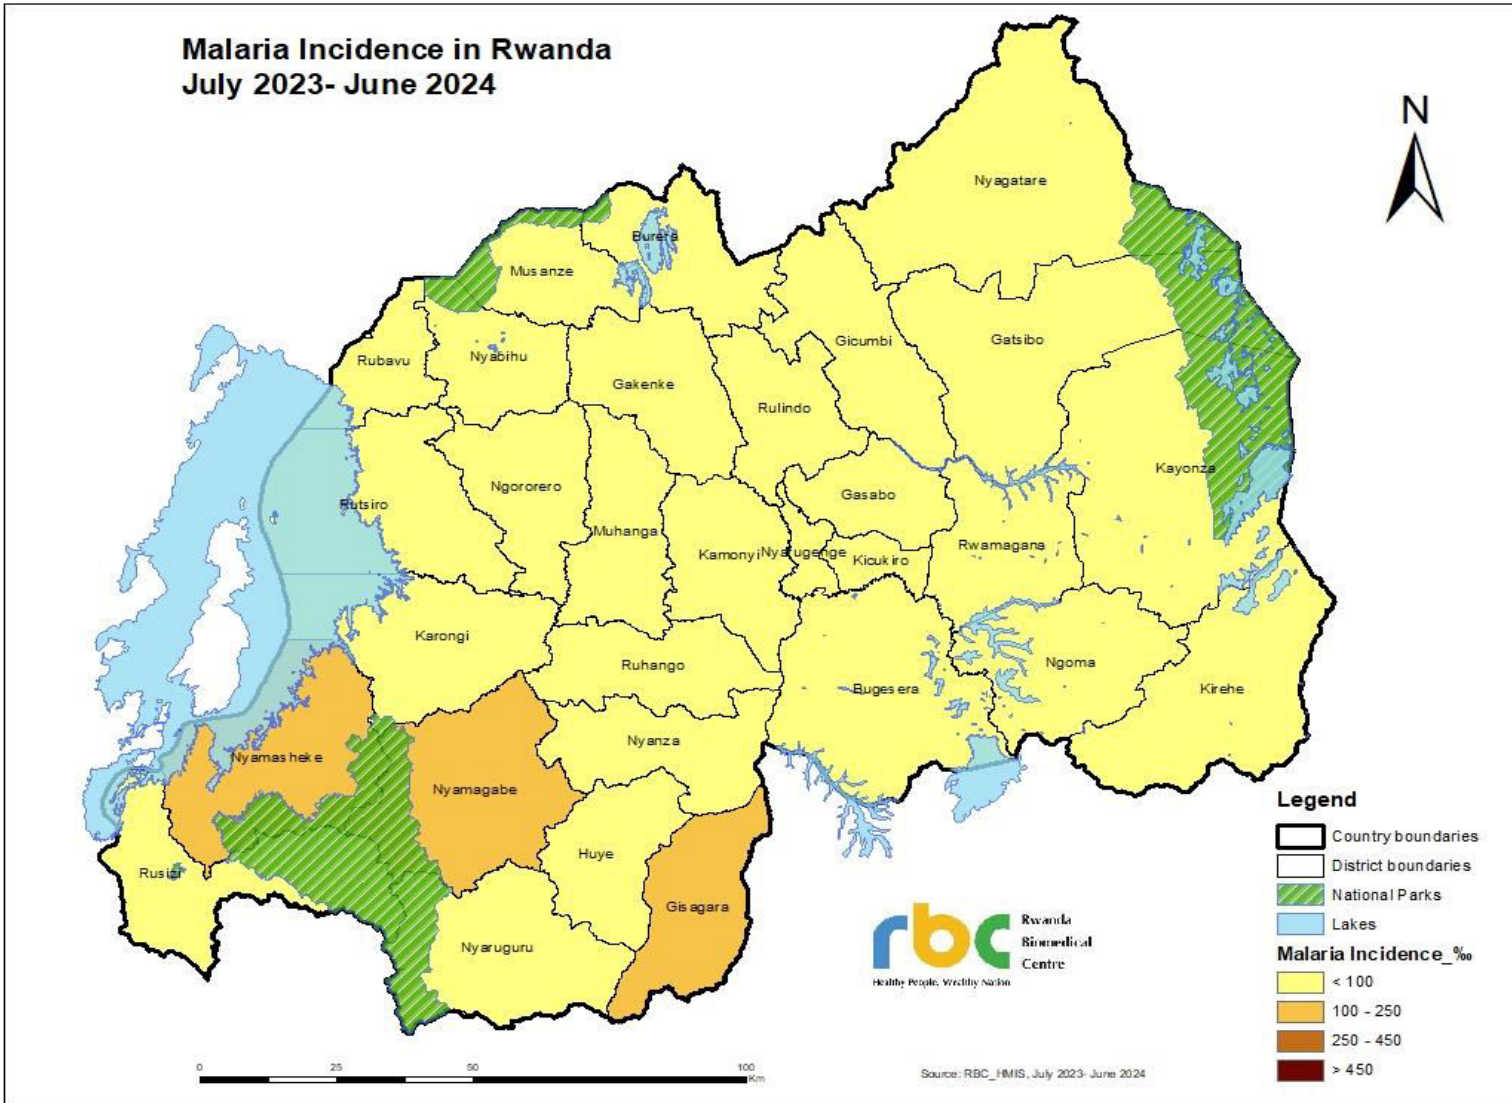 Malaria Incidence in Rwanda
July 2023- June 2024
N
Nyagatare
Burera
Musanze
Rubavu
Nyabihu
Gakenke
Gicumbi
Gatsibo
Rulindo
Kayonza
Rutsiro
Ngororero
Gasabo
Muhanga
Kamonyi
Nyarugenge
Kicukiro
Rwamagana
Karongi
Ruhango
Ngoma
Kirehe
Bugesera
Nyanza
Nyamasheke
Nyamagabe
Huye
Rusizi
Gisagara
Nyaruguru
rbc
Rwanda
Biomedical
Centre
Healthy People, Wealthy Nation
Legend
Country boundaries
District boundaries
National Parks
Lakes
Malaria Incidence_‰
< 100
100 - 250
250 - 450
> 450
0 25 50 100
Km
Source: RBC_HMIS, July 2023- June 2024